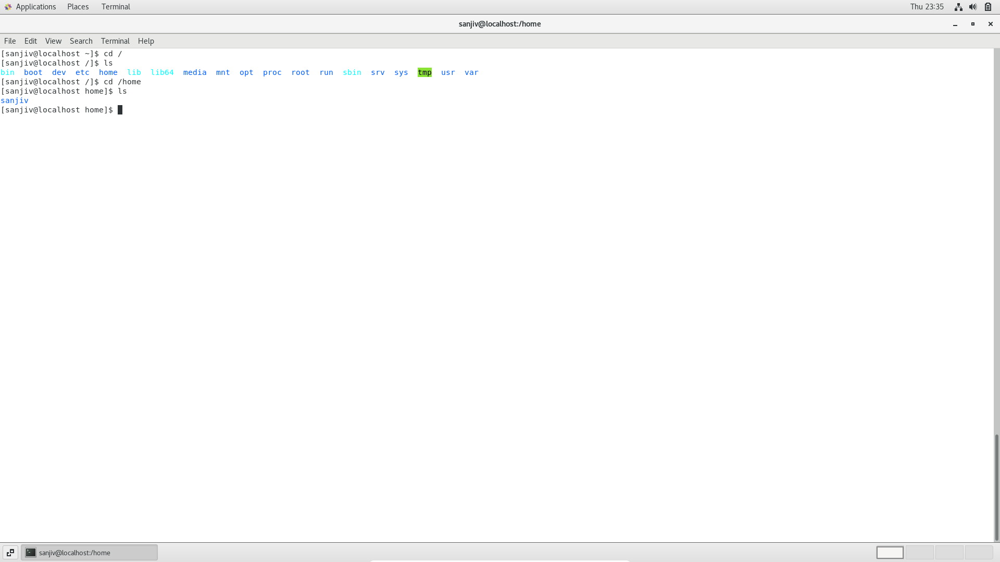 Applications Places Terminal Thu 23:35
sanjiv@localhost:/home
File Edit View Search Terminal Help
[sanjiv@localhost ~]$ cd /
[sanjiv@localhost /]$ ls
bin  boot  dev  etc  home  lib  lib64  media  mnt  opt  proc  root  run  sbin  srv  sys  tmp  usr  var
[sanjiv@localhost /]$ cd /home
[sanjiv@localhost home]$ ls
sanjiv
[sanjiv@localhost home]$
sanjiv@localhost:/home